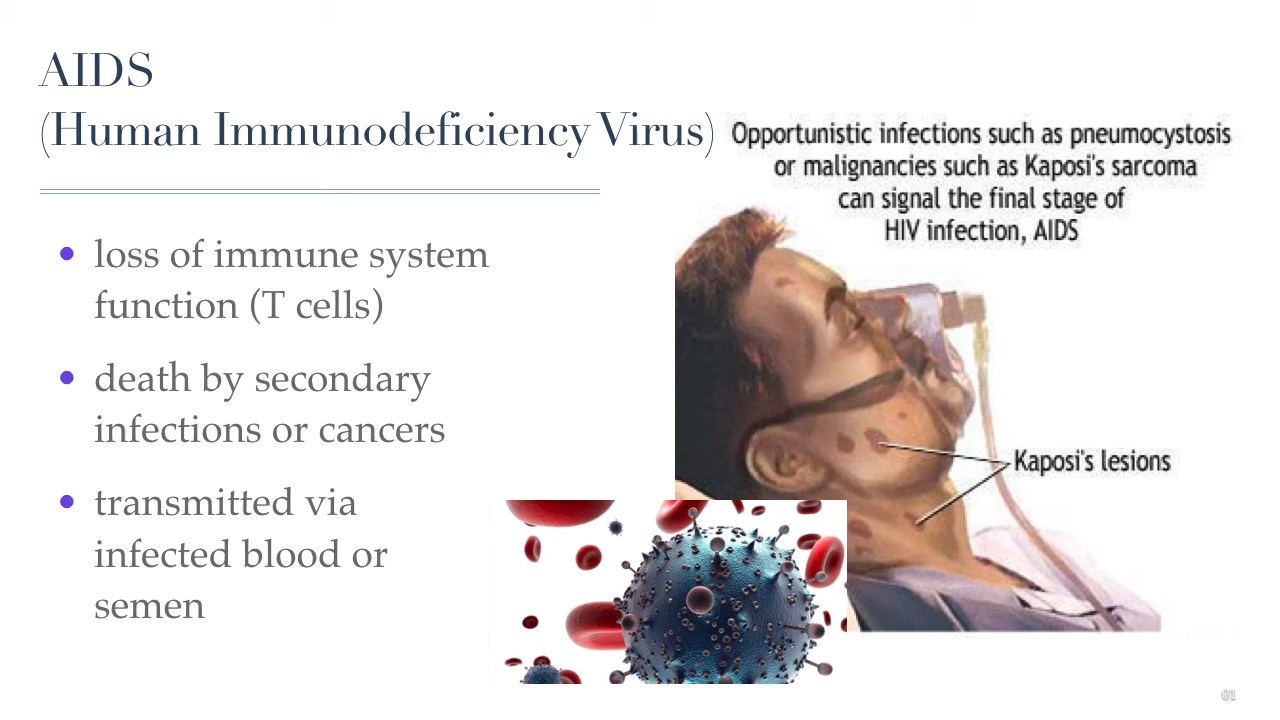 AIDS
(Human Immunodeficiency Virus)
Opportunistic infections such as pneumocystosis
or malignancies such as Kaposi's sarcoma
can signal the final stage of
HIV infection, AIDS
• loss of immune system
function (T cells)
• death by secondary
infections or cancers
• transmitted via
infected blood or
semen
Kaposi's lesions
01